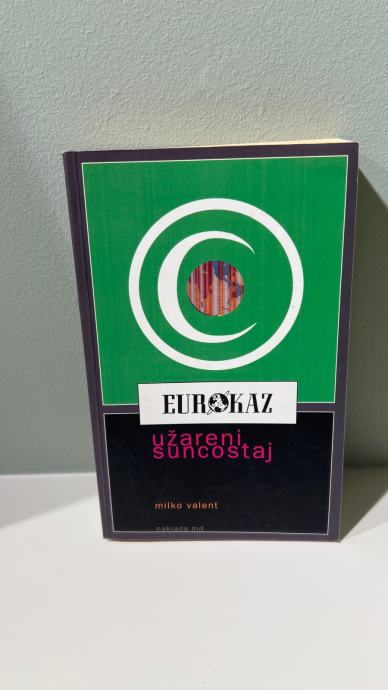 EUROKAZ
užareni
suncostaj
milko valent
naklada md